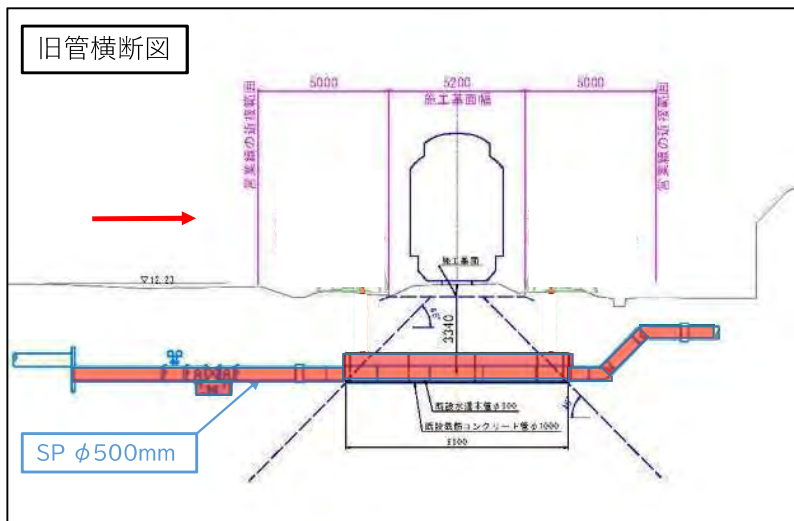 旧管横断図
5000
5200
5000
施工基面幅
営業線の近接範囲
営業線の近接範囲
▽12.23
施工基面
45°
3340
既設水道本管φ500
既設鉄筋コンクリート管φ1000
45°
SP φ500mm